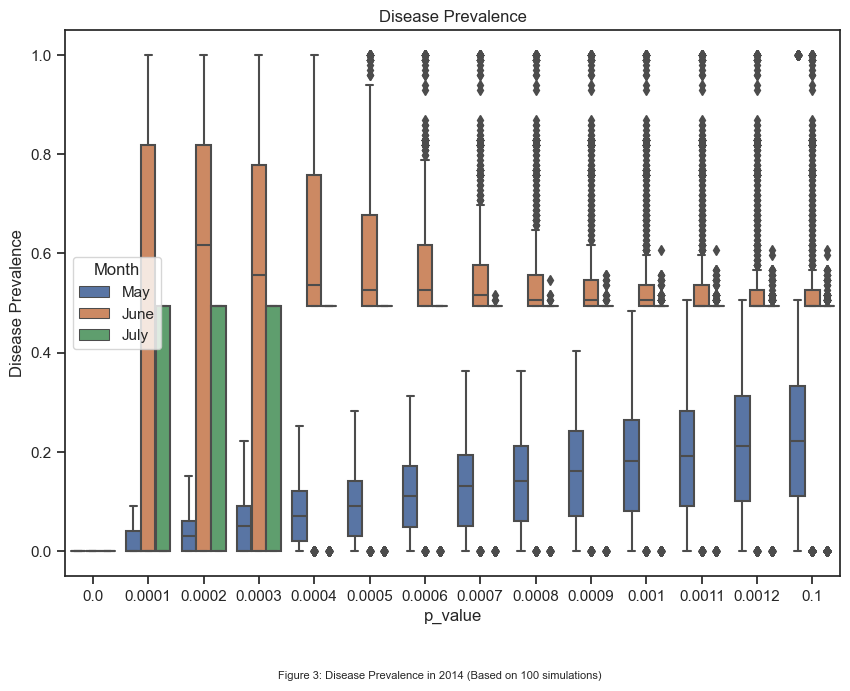 Disease Prevalence
Disease Prevalence
1.0
0.8
0.6
0.4
0.2
0.0
Month
May
June
July
0.0 0.0001 0.0002 0.0003 0.0004 0.0005 0.0006 0.0007 0.0008 0.0009 0.001 0.0011 0.0012 0.1
p_value
Figure 3: Disease Prevalence in 2014 (Based on 100 simulations)